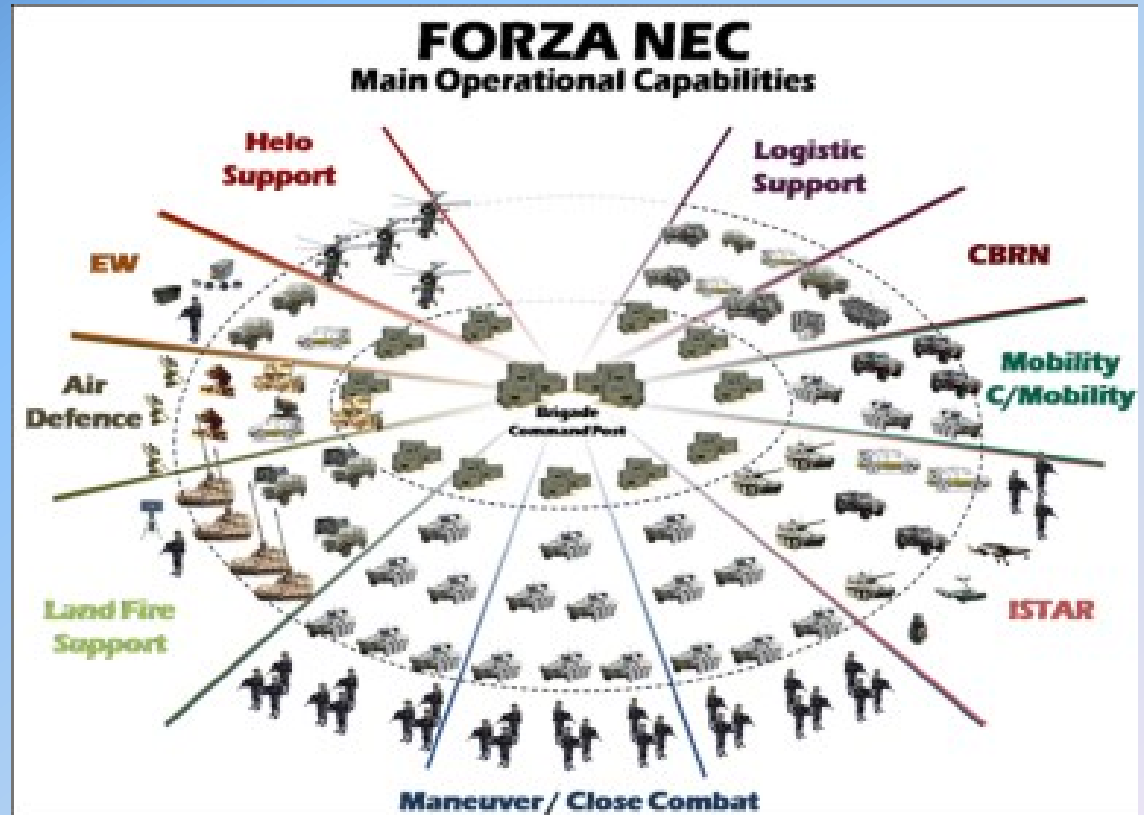 FORZA NEC
Main Operational Capabilities
Helo
Support
Logistic
Support
EW
CBRN
Air
Defence
Mobility
C/Mobility
Brigade
Command Post
Land Fire
Support
ISTAR
Maneuver / Close Combat